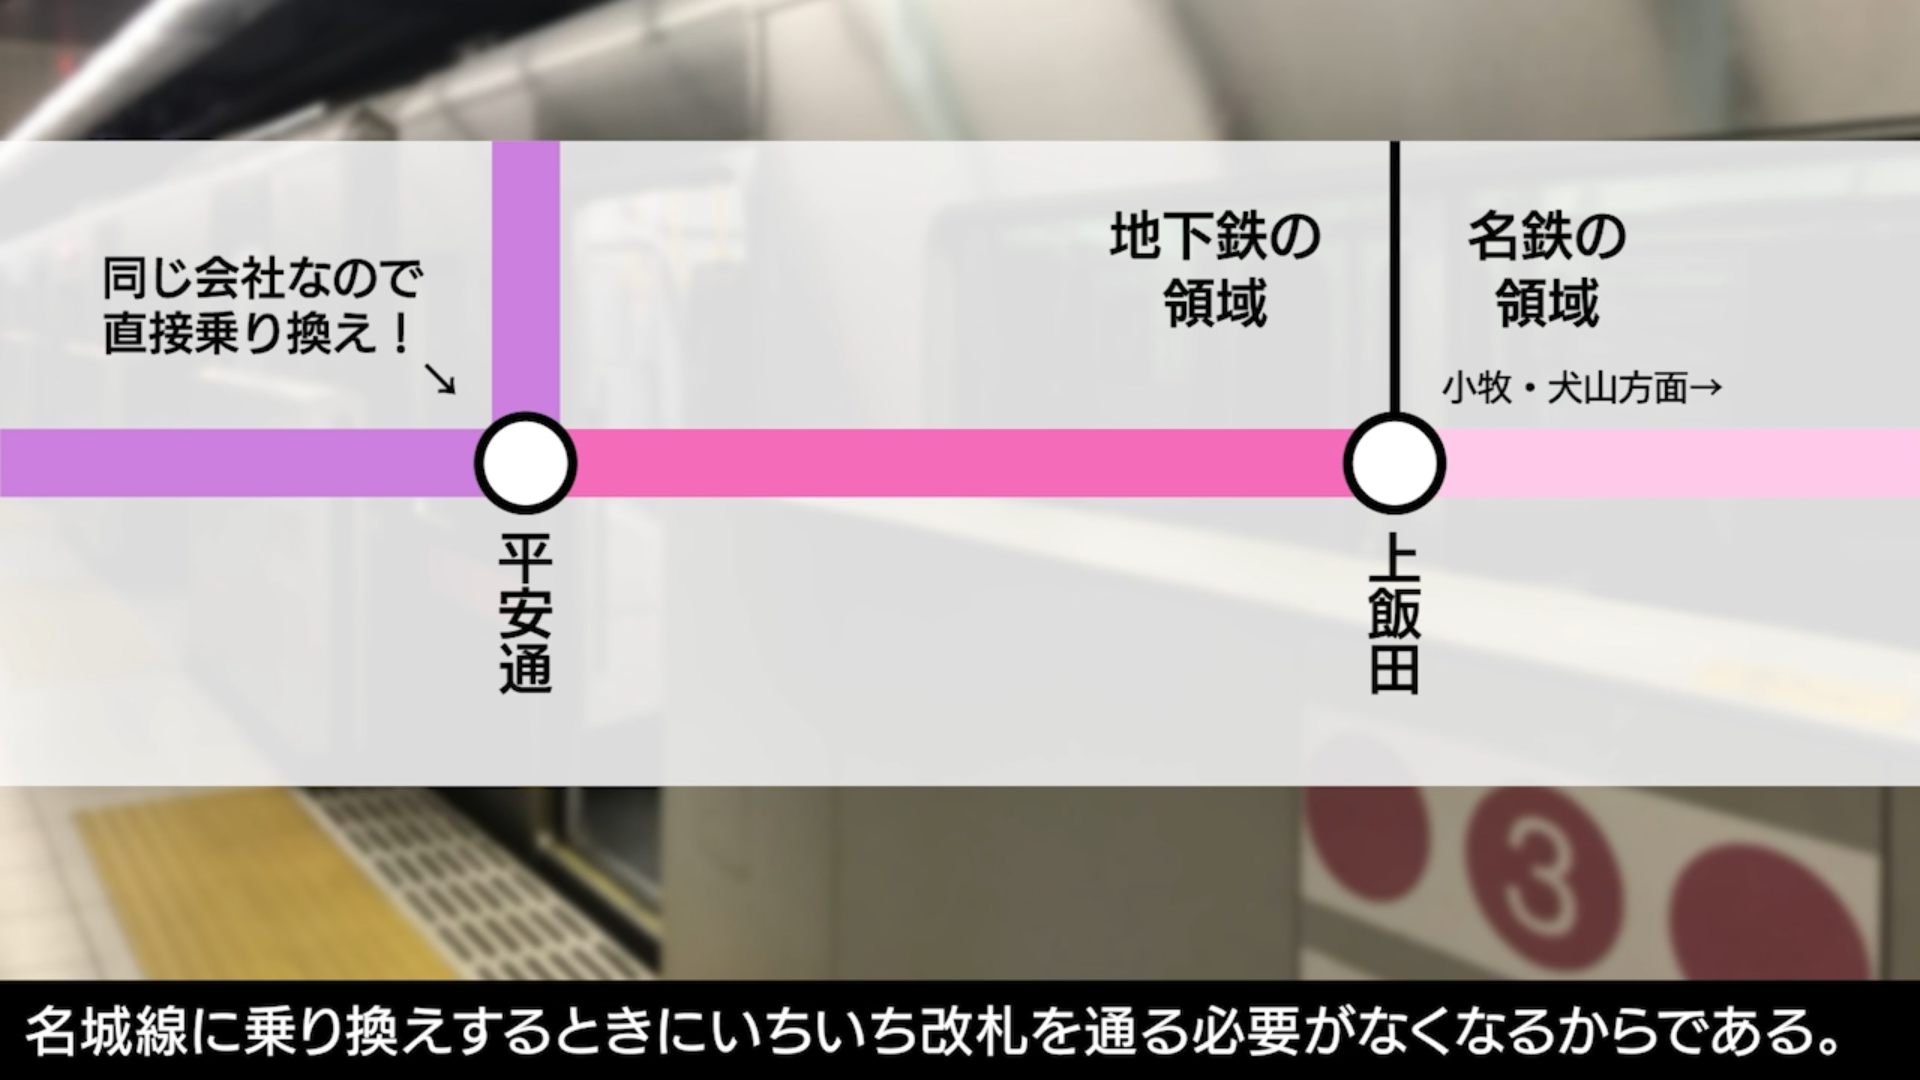 同じ会社なので
直接乗り換え！
↘
地下鉄の
領域
名鉄の
領域
小牧・犬山方面→
平安通
上飯田
3
名城線に乗り換えするときにいちいち改札を通る必要がなくなるからである。